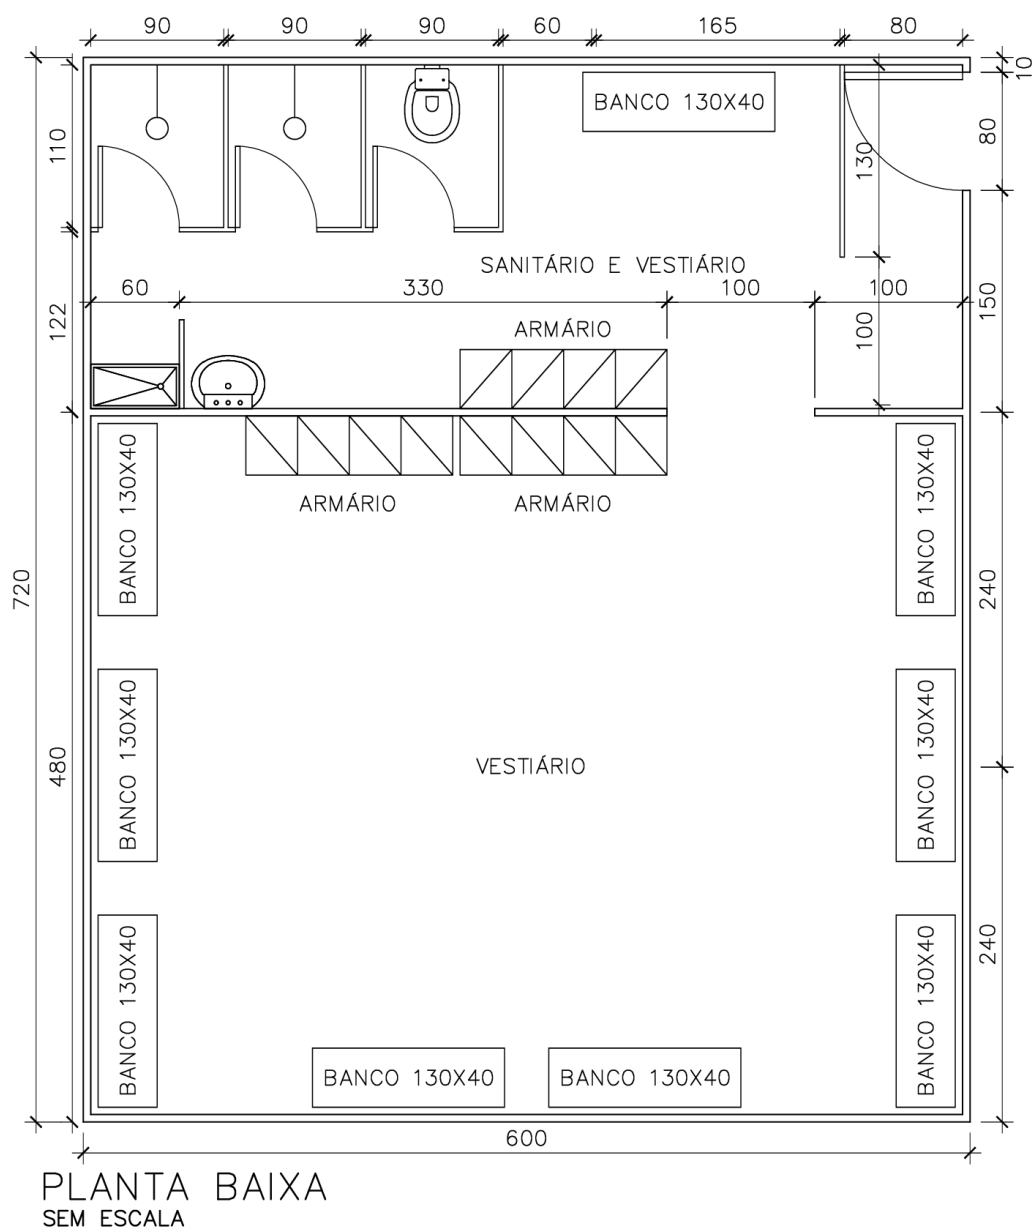 90
90
90
60
165
80
10
720
110
BANCO 130X40
130
80
SANITÁRIO E VESTIÁRIO
122
60
330
100
100
150
ARMÁRIO
100
BANCO 130X40
ARMÁRIO
ARMÁRIO
BANCO 130X40
240
BANCO 130X40
480
VESTIÁRIO
BANCO 130X40
BANCO 130X40
240
BANCO 130X40
BANCO 130X40
BANCO 130X40
600
PLANTA BAIXA
SEM ESCALA